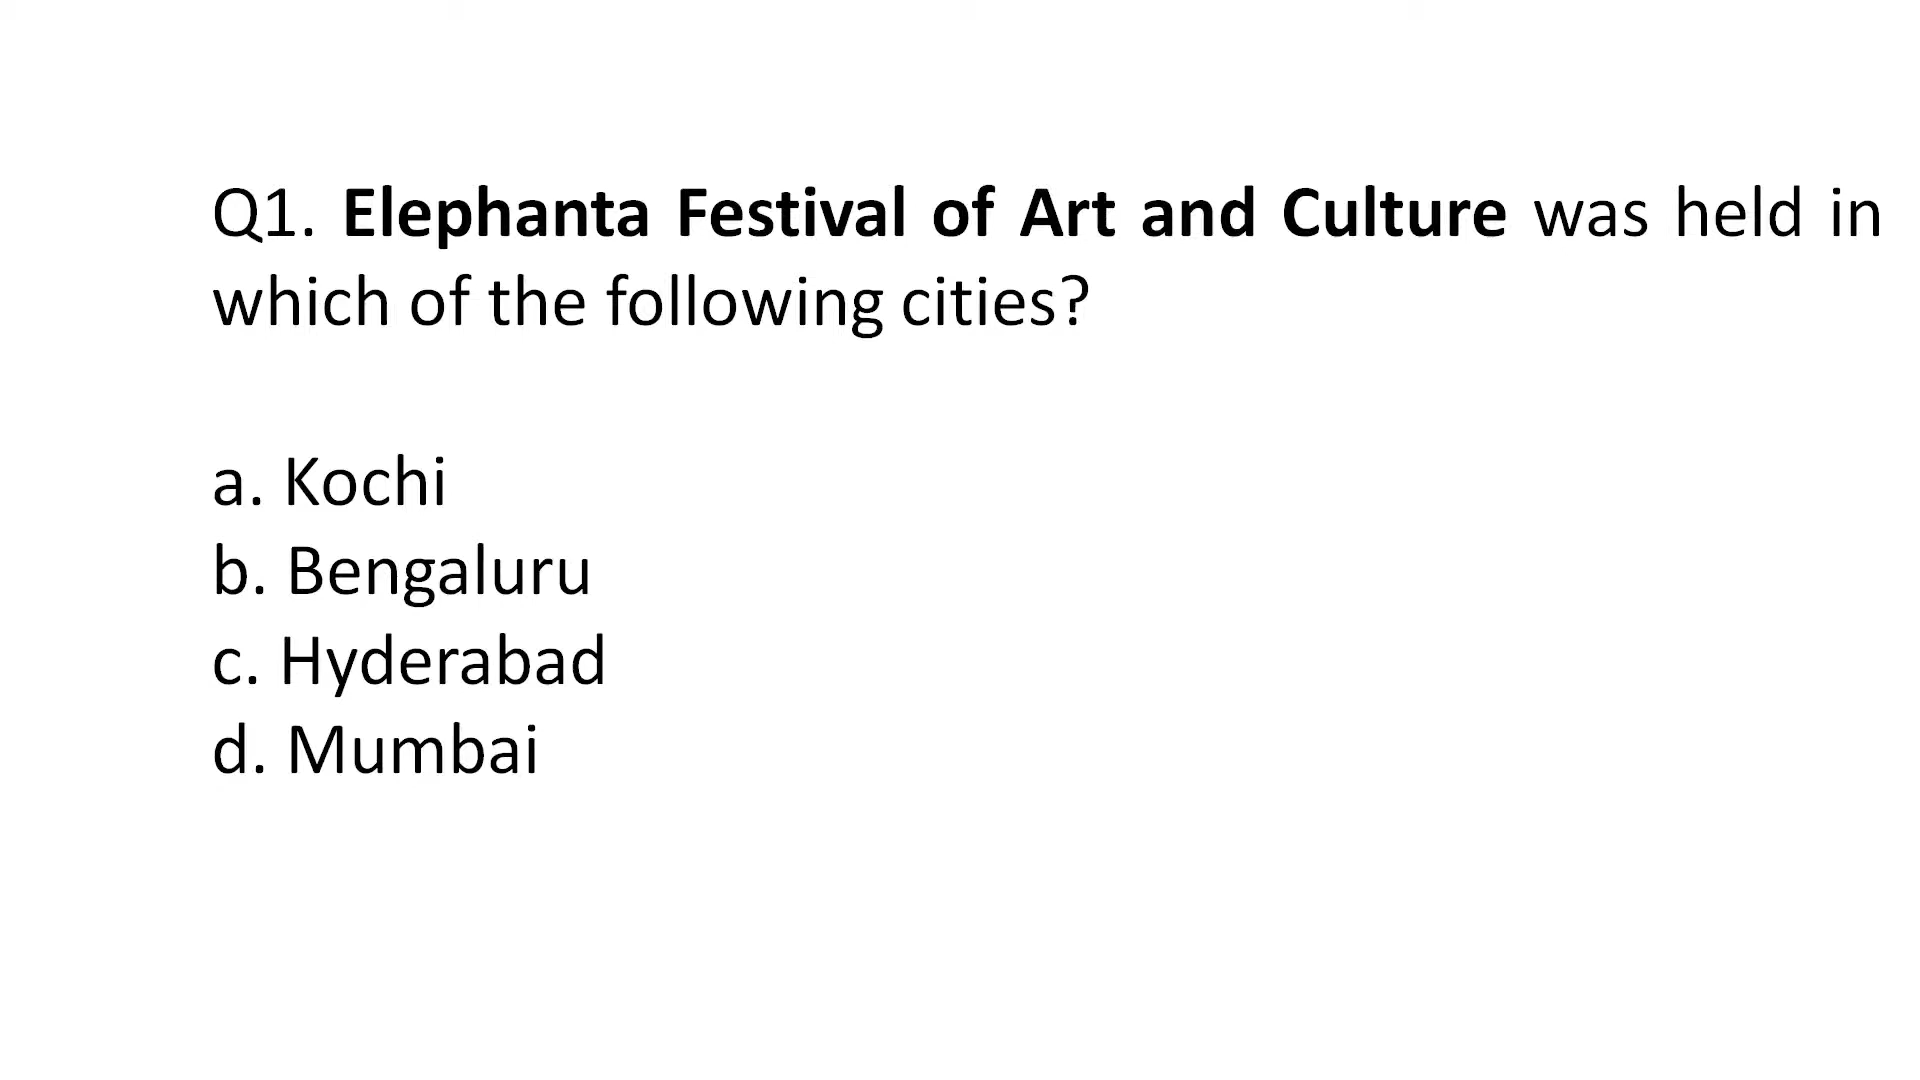 Q1. Elephanta Festival of Art and Culture was held in
which of the following cities?
a. Kochi
b. Bengaluru
c. Hyderabad
d. Mumbai